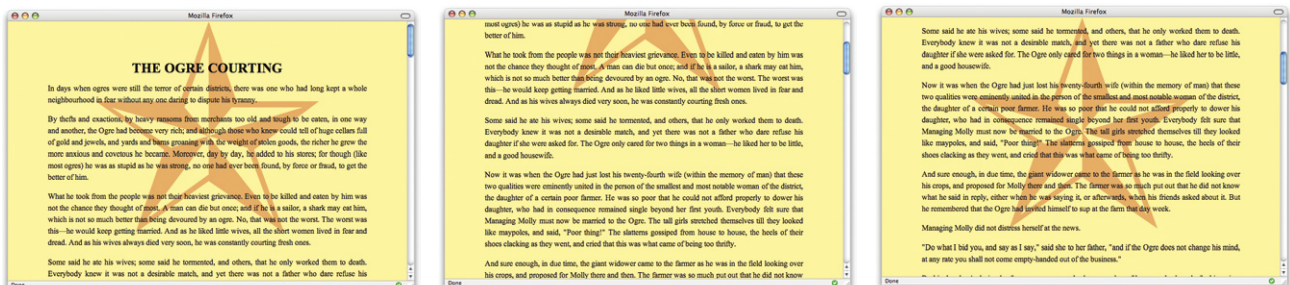 Mozilla Firefox
THE OGRE COURTING
In days when ogres were still the terror of certain districts, there was one who had long kept a whole
neighbourhood in fear without any one daring to dispute his tyranny.
By thefts and exactions, by heavy ransoms from merchants too old and tough to be eaten, in one way
and another, the Ogre had become very rich; and although those who knew could tell of huge cellars full
of gold and jewels, and yards and barns groaning with the weight of stolen goods, the richer he grew the
more anxious and covetous he became. Moreover, day by day, he added to his stores; for though (like
most ogres) he was as stupid as he was strong, no one had ever been found, by force or fraud, to get the
better of him.
What he took from the people was not their heaviest grievance. Even to be killed and eaten by him was
not the chance they thought of most. A man can die but once; and if he is a sailor, a shark may eat him,
which is not so much better than being devoured by an ogre. No, that was not the worst. The worst was
this—he would keep getting married. And as he liked little wives, all the short women lived in fear and
dread. And as his wives always died very soon, he was constantly courting fresh ones.
Some said he ate his wives; some said he tormented, and others, that he only worked them to death.
Everybody knew it was not a desirable match, and yet there was not a father who dare refuse his
Done
Mozilla Firefox
most ogres) he was as stupid as he was strong, no one had ever been found, by force or fraud, to get the
better of him.
What he took from the people was not their heaviest grievance. Even to be killed and eaten by him was
not the chance they thought of most. A man can die but once; and if he is a sailor, a shark may eat him,
which is not so much better than being devoured by an ogre. No, that was not the worst. The worst was
this—he would keep getting married. And as he liked little wives, all the short women lived in fear and
dread. And as his wives always died very soon, he was constantly courting fresh ones.
Some said he ate his wives; some said he tormented, and others, that he only worked them to death.
Everybody knew it was not a desirable match, and yet there was not a father who dare refuse his
daughter if she were asked for. The Ogre only cared for two things in a woman—he liked her to be little,
and a good housewife.
Now it was when the Ogre had just lost his twenty-fourth wife (within the memory of man) that these
two qualities were eminently united in the person of the smallest and most notable woman of the district,
the daughter of a certain poor farmer. He was so poor that he could not afford properly to dower his
daughter, who had in consequence remained single beyond her first youth. Everybody felt sure that
Managing Molly must now be married to the Ogre. The tall girls stretched themselves till they looked
like maypoles, and said, "Poor thing!" The slatterns gossiped from house to house, the heels of their
shoes clacking as they went, and cried that this was what came of being too thrifty.
And sure enough, in due time, the giant widower came to the farmer as he was in the field looking over
his crops, and proposed for Molly there and then. The farmer was so much put out that he did not know
Done
Mozilla Firefox
Some said he ate his wives; some said he tormented, and others, that he only worked them to death.
Everybody knew it was not a desirable match, and yet there was not a father who dare refuse his
daughter if she were asked for. The Ogre only cared for two things in a woman—he liked her to be little,
and a good housewife.
Now it was when the Ogre had just lost his twenty-fourth wife (within the memory of man) that these
two qualities were eminently united in the person of the smallest and most notable woman of the district,
the daughter of a certain poor farmer. He was so poor that he could not afford properly to dower his
daughter, who had in consequence remained single beyond her first youth. Everybody felt sure that
Managing Molly must now be married to the Ogre. The tall girls stretched themselves till they looked
like maypoles, and said, "Poor thing!" The slatterns gossiped from house to house, the heels of their
shoes clacking as they went, and cried that this was what came of being too thrifty.
And sure enough, in due time, the giant widower came to the farmer as he was in the field looking over
his crops, and proposed for Molly there and then. The farmer was so much put out that he did not know
what he said in reply, either when he was saying it, or afterwards, when his friends asked about it. But
he remembered that the Ogre had invited himself to sup at the farm that day week.
Managing Molly did not distress herself at the news.
"Do what I bid you, and say as I say," said she to her father, "and if the Ogre does not change his mind,
at any rate you shall not come empty-handed out of the business."
Done